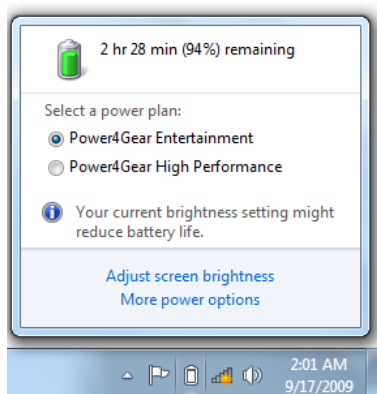 2 hr 28 min (94%) remaining
Select a power plan:
Power4Gear Entertainment
Power4Gear High Performance
Your current brightness setting might
reduce battery life.
Adjust screen brightness
More power options
2:01 AM
9/17/2009